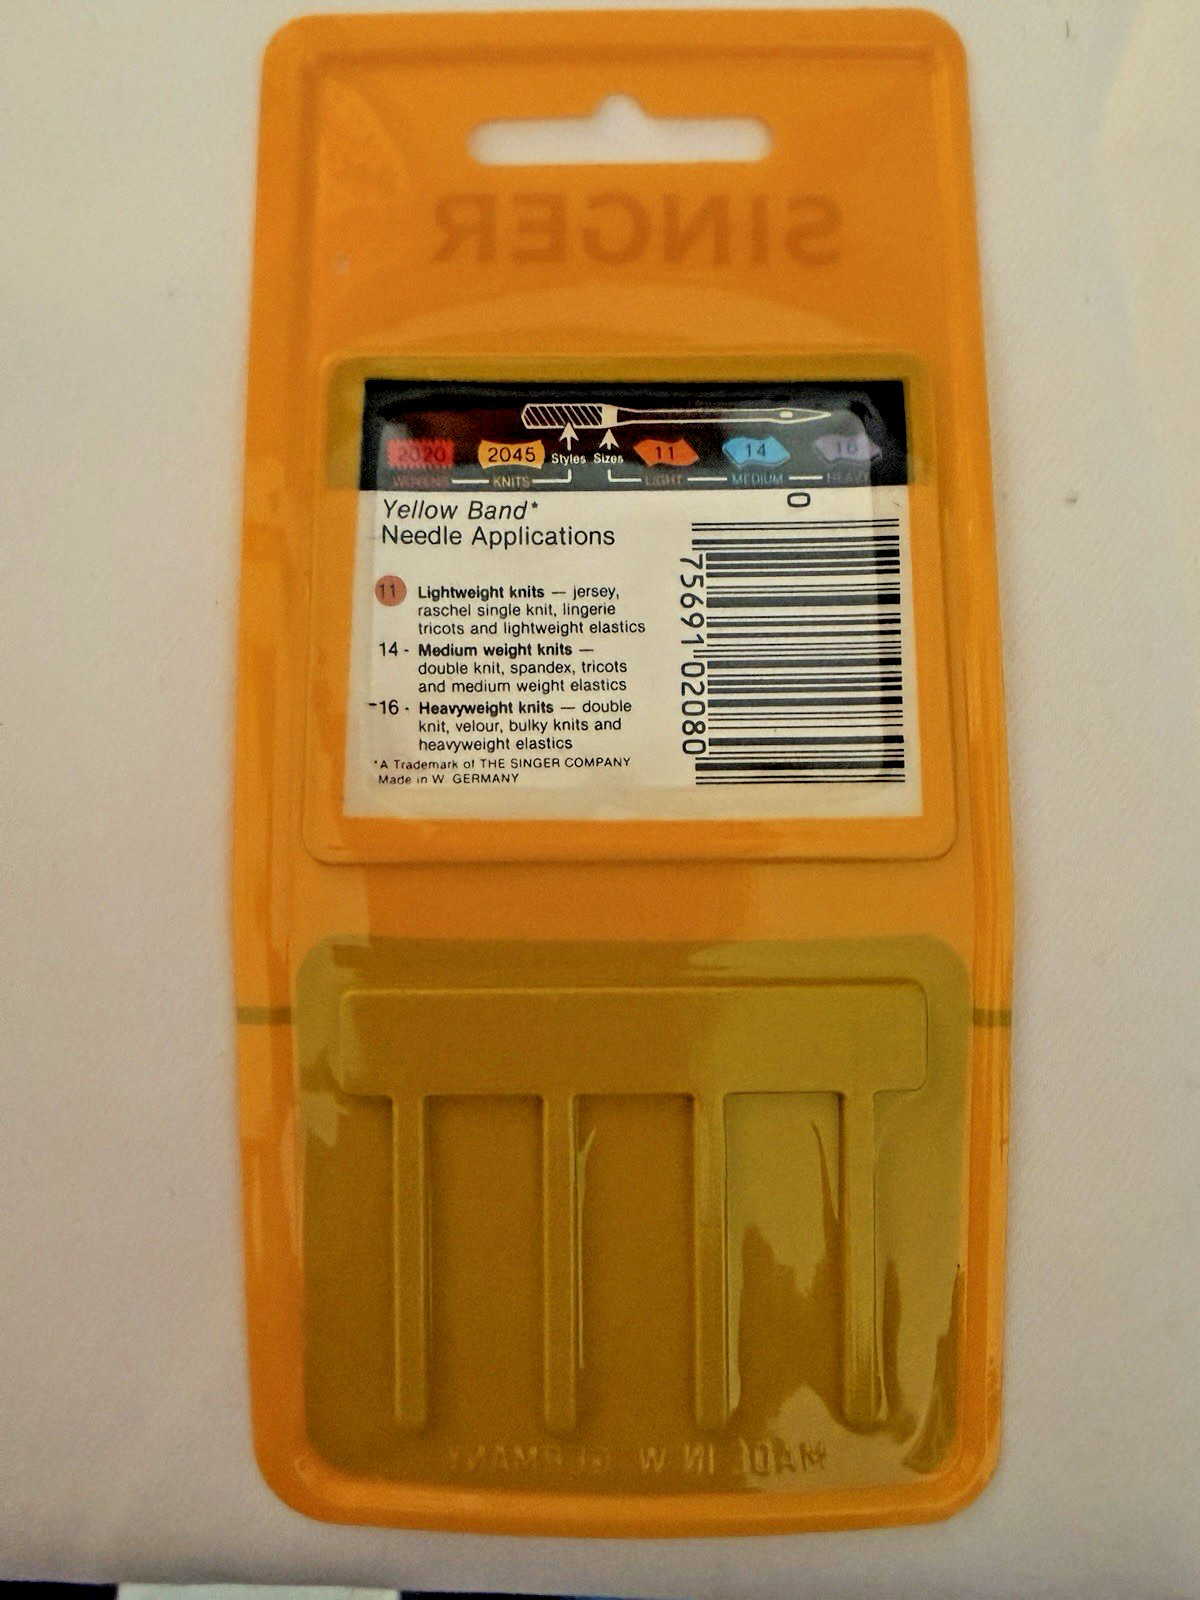 SINGER
2020 2045 Styles Sizes 11 14 16
WOVENS KNITS LIGHT MEDIUM HEAVY
Yellow Band*
Needle Applications
11 Lightweight knits — jersey,
raschel single knit, lingerie
tricots and lightweight elastics
14 - Medium weight knits —
double knit, spandex, tricots
and medium weight elastics
-16 - Heavyweight knits — double
knit, velour, bulky knits and
heavyweight elastics
*A Trademark of THE SINGER COMPANY
Made in W. GERMANY
0 75691 02080
MADE IN W GERMANY